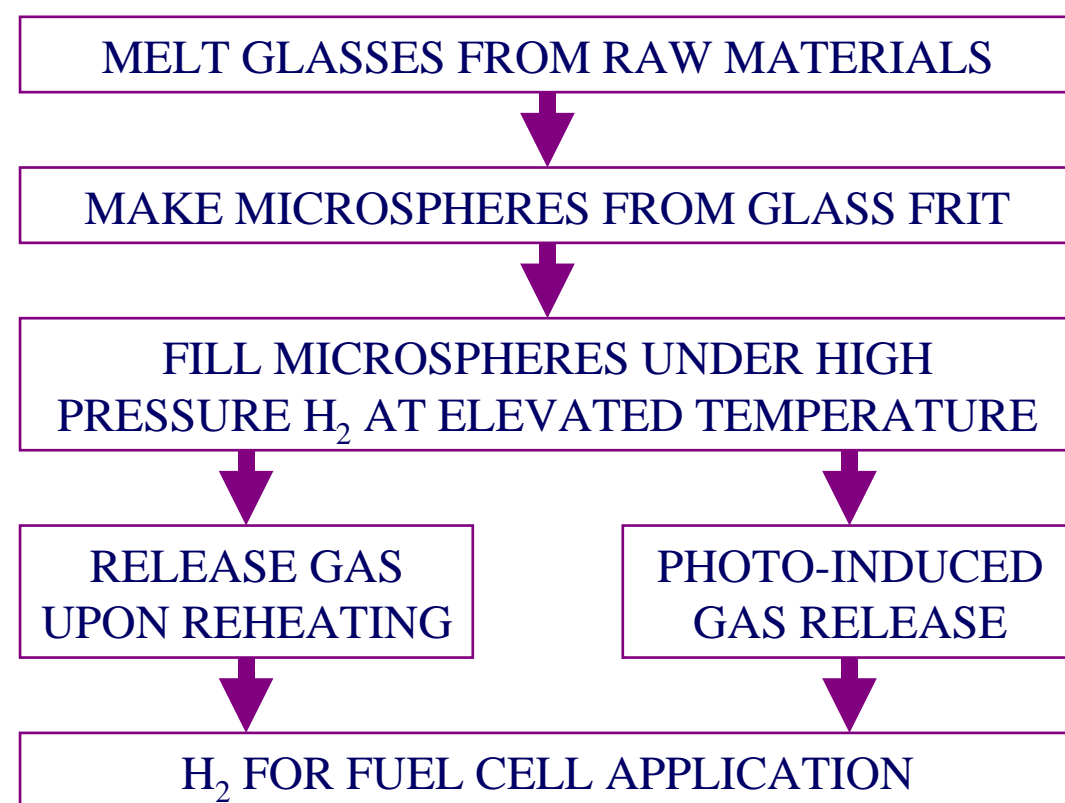 MELT GLASSES FROM RAW MATERIALS
MAKE MICROSPHERES FROM GLASS FRIT
FILL MICROSPHERES UNDER HIGH
PRESSURE H₂ AT ELEVATED TEMPERATURE
RELEASE GAS
UPON REHEATING
PHOTO-INDUCED
GAS RELEASE
H₂ FOR FUEL CELL APPLICATION